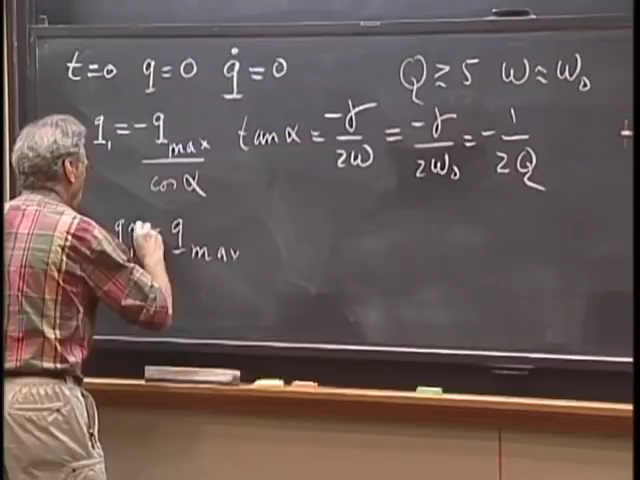 t=0 q=0 q̇=0 Q ≳ 5 ω ≈ ω₀
q₁ = -q_max / cos α tan α = -γ / 2ω = -γ / 2ω₀ = - 1 / 2Q
q_max